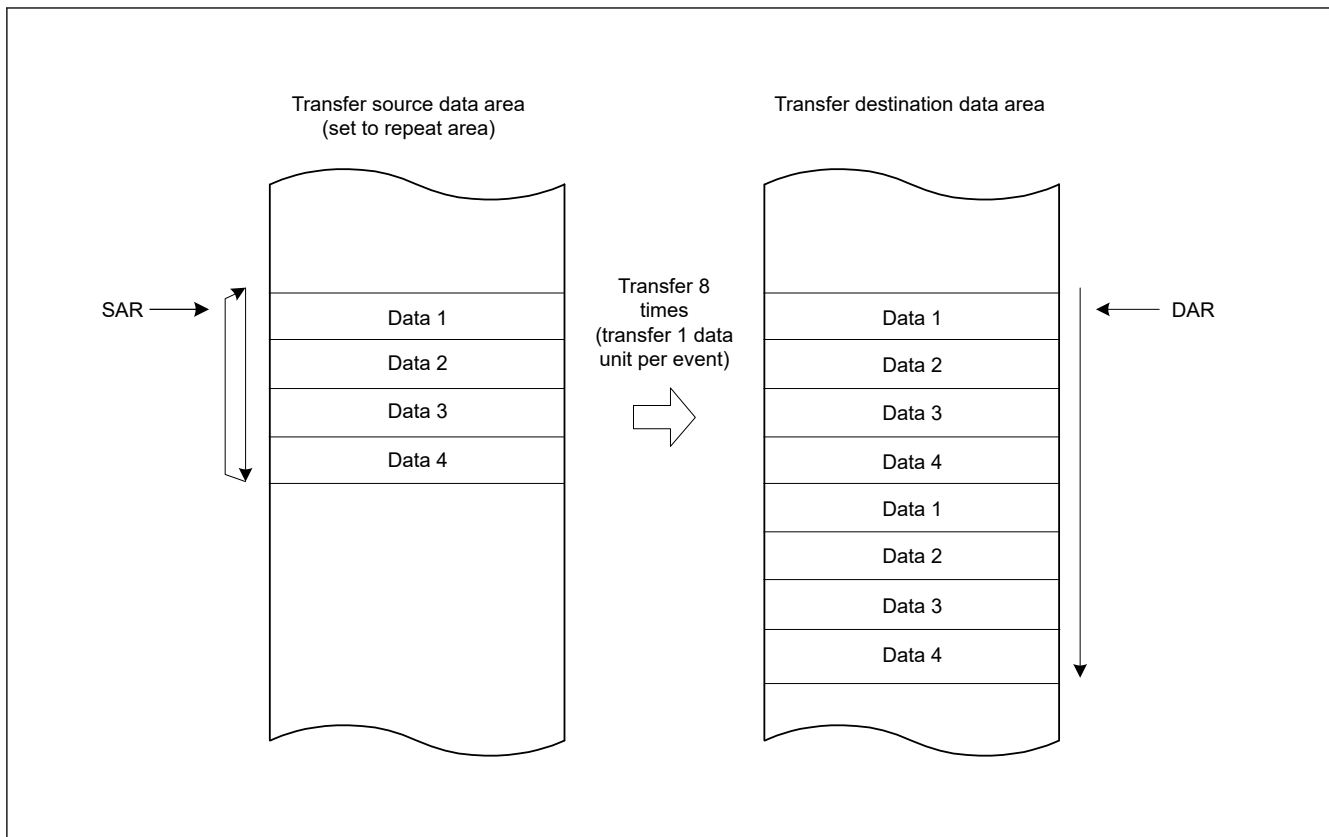 Transfer source data area
(set to repeat area)
Transfer destination data area
SAR
Data 1
Data 2
Data 3
Data 4
Transfer 8
times
(transfer 1 data
unit per event)
Data 1
Data 2
Data 3
Data 4
Data 1
Data 2
Data 3
Data 4
DAR